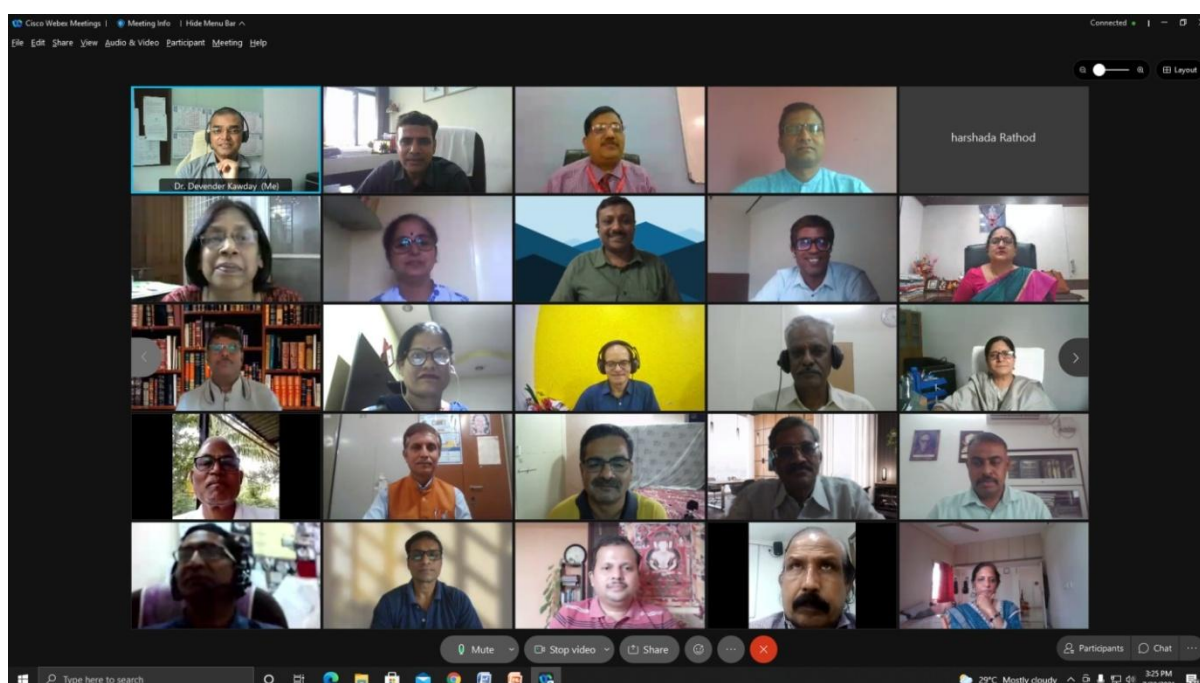 Cisco Webex Meetings | Meeting Info | Hide Menu Bar
Connected
File Edit Share View Audio & Video Participant Meeting Help
Layout
harshada Rathod
Dr. Devender Kawday (Me)
Mute
Stop video
Share
Participants
Chat
Type here to search
29°C Mostly cloudy
3:25 PM